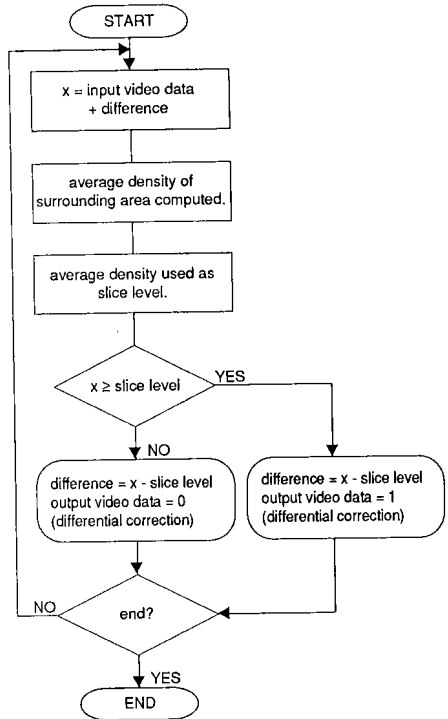 START
x = input video data
+ difference
average density of
surrounding area computed.
average density used as
slice level.
x ≥ slice level
YES
NO
difference = x - slice level
output video data = 0
(differential correction)
difference = x - slice level
output video data = 1
(differential correction)
NO
end?
YES
END